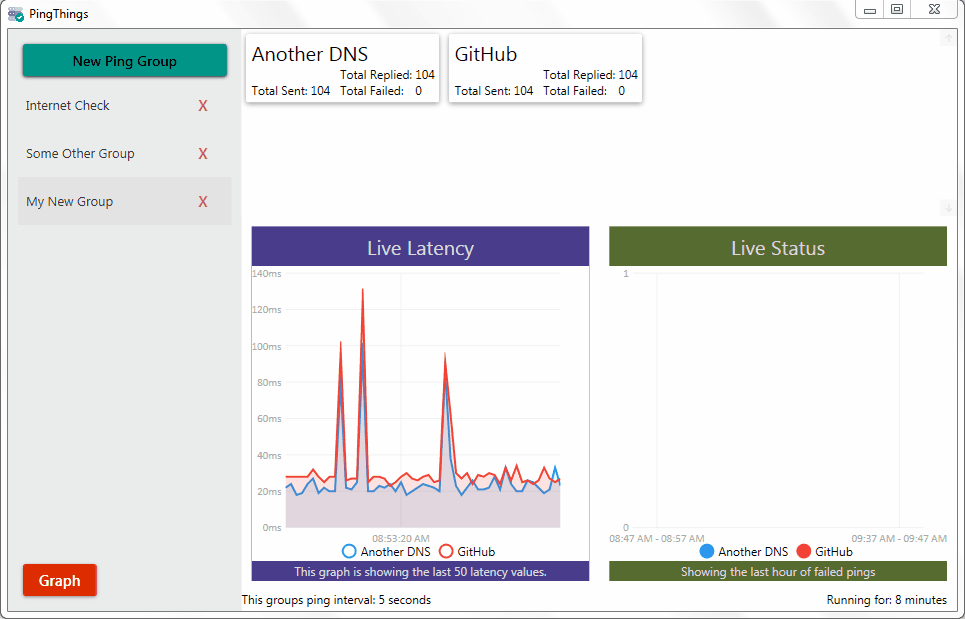 PingThings
New Ping Group
Internet Check X
Some Other Group X
My New Group X
Graph
Another DNS
Total Replied: 104
Total Sent: 104 Total Failed: 0
GitHub
Total Replied: 104
Total Sent: 104 Total Failed: 0
Live Latency
140ms
120ms
100ms
80ms
60ms
40ms
20ms
0ms
08:53:20 AM
Another DNS GitHub
This graph is showing the last 50 latency values.
Live Status
1
0
08:47 AM - 08:57 AM 09:37 AM - 09:47 AM
Another DNS GitHub
Showing the last hour of failed pings
This groups ping interval: 5 seconds
Running for: 8 minutes